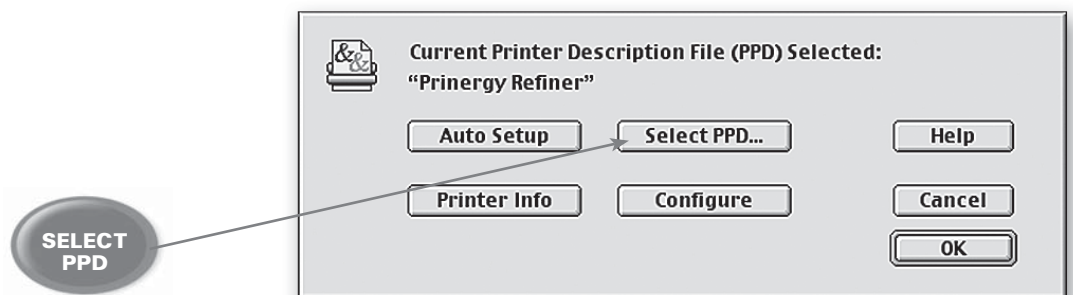 Current Printer Description File (PPD) Selected:
“Prinergy Refiner”
Auto Setup
Select PPD...
Help
Printer Info
Configure
Cancel
OK
SELECT
PPD